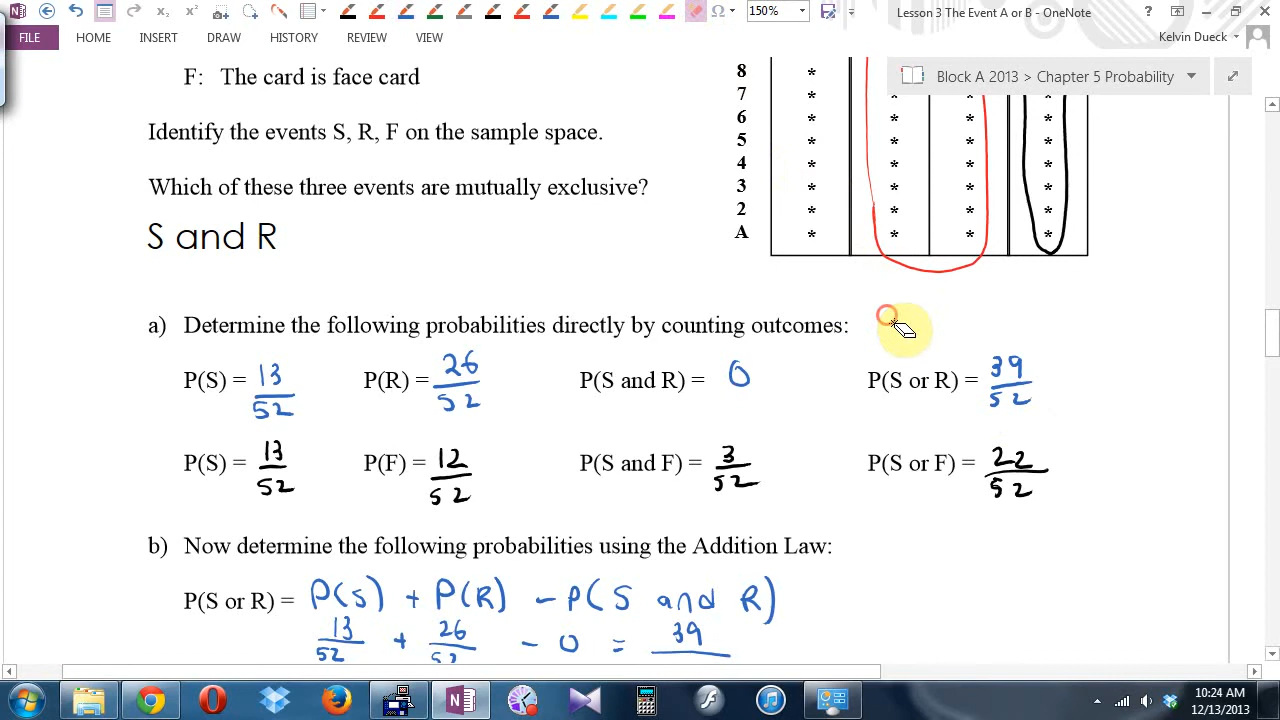 150%
Lesson 3 The Event A or B - OneNote
FILE HOME INSERT DRAW HISTORY REVIEW VIEW
Kelvin Dueck
Block A 2013 > Chapter 5 Probability
F: The card is face card
Identify the events S, R, F on the sample space.
Which of these three events are mutually exclusive?
S and R
8 * * * *
7 * * * *
6 * * * *
5 * * * *
4 * * * *
3 * * * *
2 * * * *
A * * * *
a) Determine the following probabilities directly by counting outcomes:
P(S) = 13/52 P(R) = 26/52 P(S and R) = 0 P(S or R) = 39/52
P(S) = 13/52 P(F) = 12/52 P(S and F) = 3/52 P(S or F) = 22/52
b) Now determine the following probabilities using the Addition Law:
P(S or R) = P(S) + P(R) - P(S and R)
13/52 + 26/52 - 0 = 39
10:24 AM
12/13/2013